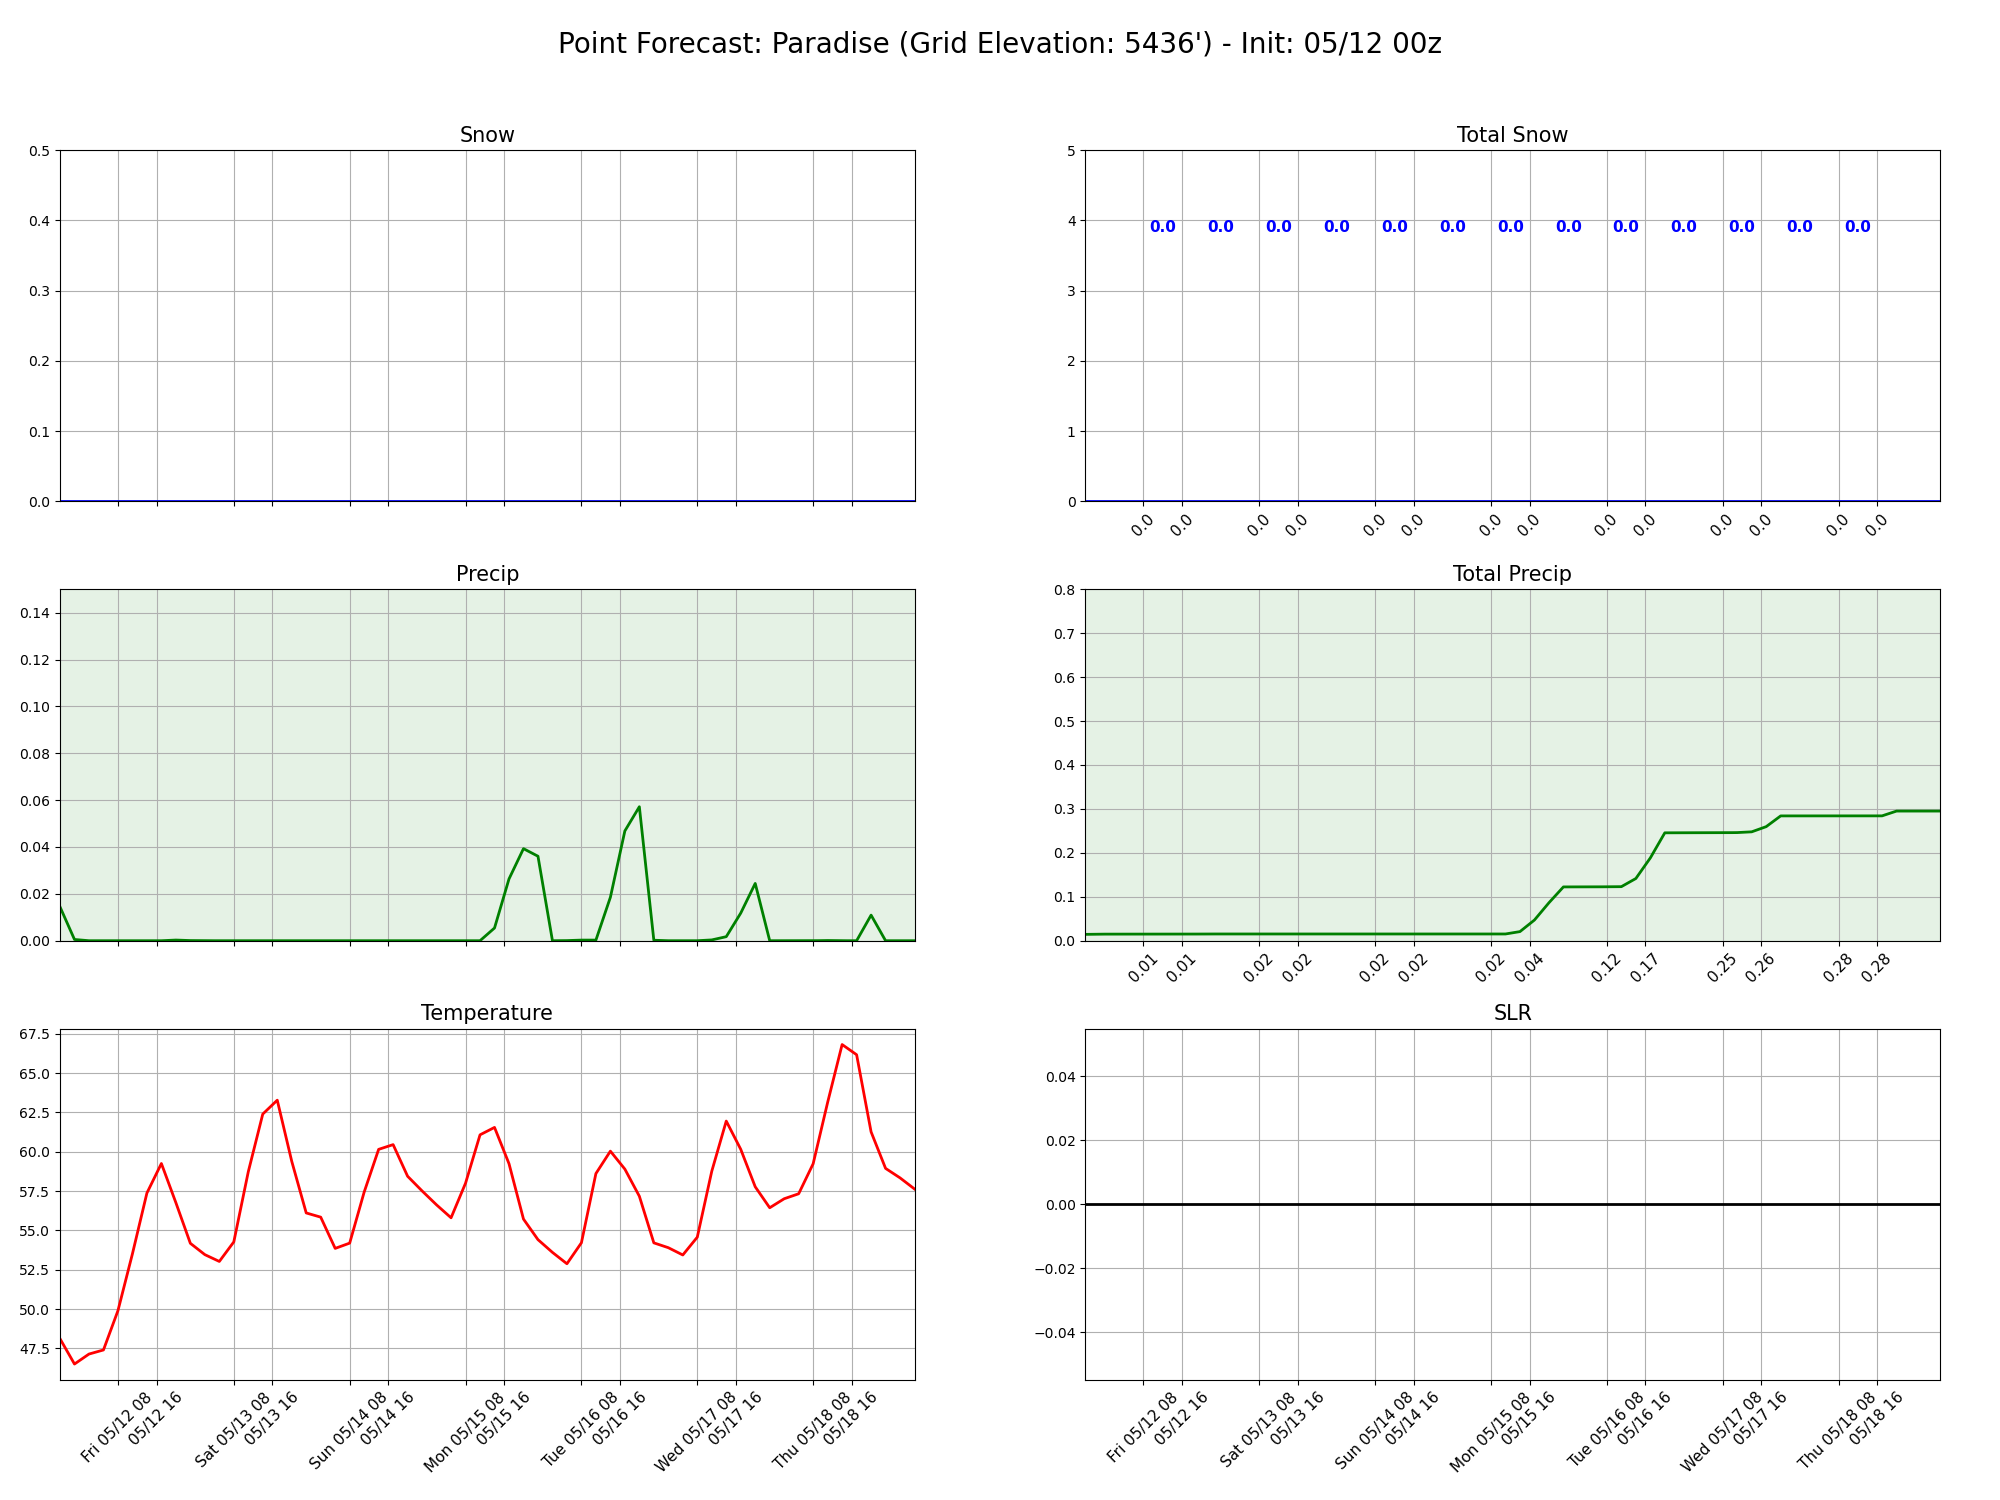 Point Forecast: Paradise (Grid Elevation: 5436') - Init: 05/12 00z
Snow
0.5
0.4
0.3
0.2
0.1
0.0
Total Snow
5
4
3
2
1
0
0.0 0.0 0.0 0.0 0.0 0.0 0.0 0.0 0.0 0.0 0.0 0.0 0.0
0.0 0.0 0.0 0.0 0.0 0.0 0.0 0.0 0.0 0.0 0.0 0.0 0.0 0.0
Precip
0.14
0.12
0.10
0.08
0.06
0.04
0.02
0.00
Total Precip
0.8
0.7
0.6
0.5
0.4
0.3
0.2
0.1
0.0
0.01 0.01 0.02 0.02 0.02 0.02 0.02 0.04 0.12 0.17 0.25 0.26 0.28 0.28
Temperature
67.5
65.0
62.5
60.0
57.5
55.0
52.5
50.0
47.5
Fri 05/12 08
05/12 16
Sat 05/13 08
05/13 16
Sun 05/14 08
05/14 16
Mon 05/15 08
05/15 16
Tue 05/16 08
05/16 16
Wed 05/17 08
05/17 16
Thu 05/18 08
05/18 16
SLR
0.04
0.02
0.00
−0.02
−0.04
Fri 05/12 08
05/12 16
Sat 05/13 08
05/13 16
Sun 05/14 08
05/14 16
Mon 05/15 08
05/15 16
Tue 05/16 08
05/16 16
Wed 05/17 08
05/17 16
Thu 05/18 08
05/18 16